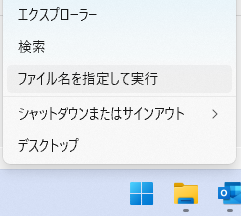 エクスプローラー
検索
ファイル名を指定して実行
シャットダウンまたはサインアウト
デスクトップ